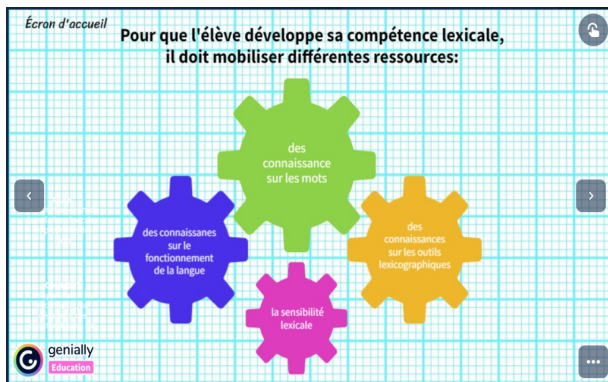 Écran d'accueil
Pour que l'élève développe sa compétence lexicale,
il doit mobiliser différentes ressources:
des
connaissance
sur les mots
des connaissanes
sur le
fonctionnement
de la langue
des
connaissances
sur les outils
lexicographiques
la sensibilité
lexicale
genially
Education